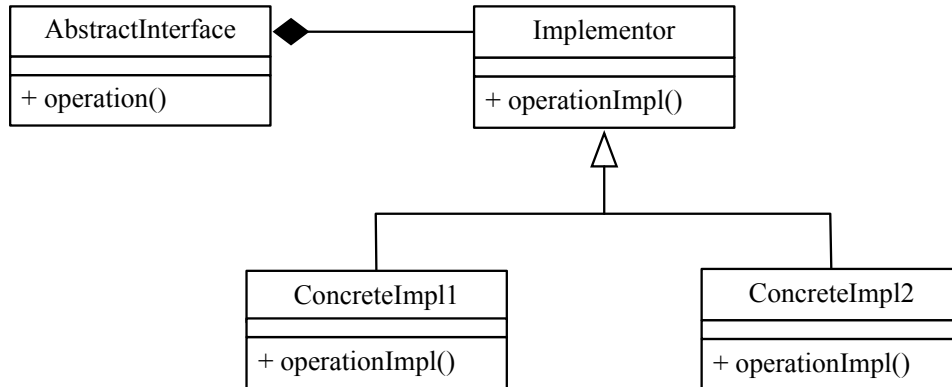 AbstractInterface
+ operation()
Implementor
+ operationImpl()
ConcreteImpl1
+ operationImpl()
ConcreteImpl2
+ operationImpl()